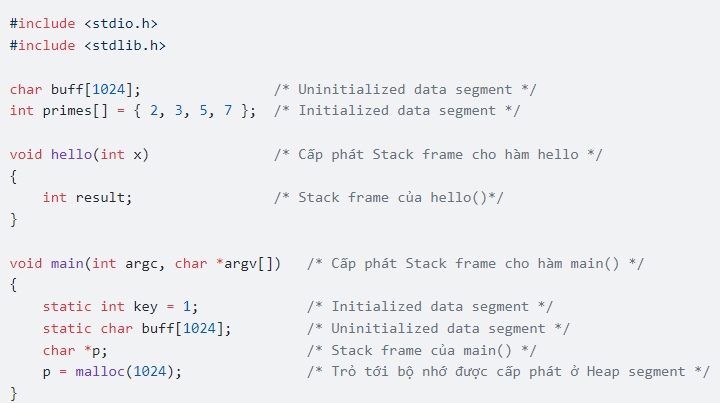 #include <stdio.h>
#include <stdlib.h>
char buff[1024]; /* Uninitialized data segment */
int primes[] = { 2, 3, 5, 7 }; /* Initialized data segment */
void hello(int x) /* Cấp phát Stack frame cho hàm hello */
{
int result; /* Stack frame của hello()*/
}
void main(int argc, char *argv[]) /* Cấp phát Stack frame cho hàm main() */
{
static int key = 1; /* Initialized data segment */
static char buff[1024]; /* Uninitialized data segment */
char *p; /* Stack frame của main() */
p = malloc(1024); /* Trỏ tới bộ nhớ được cấp phát ở Heap segment */
}